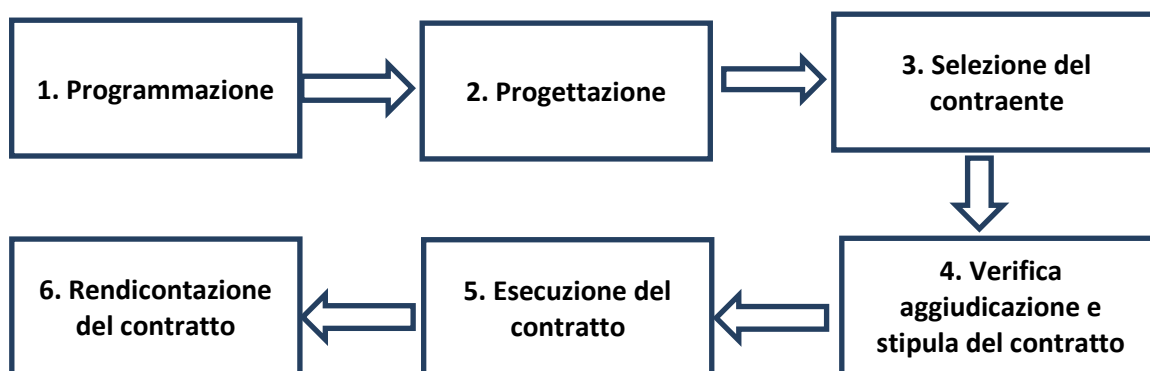 1. Programmazione
2. Progettazione
3. Selezione del
contraente
4. Verifica
aggiudicazione e
stipula del contratto
5. Esecuzione del
contratto
6. Rendicontazione
del contratto